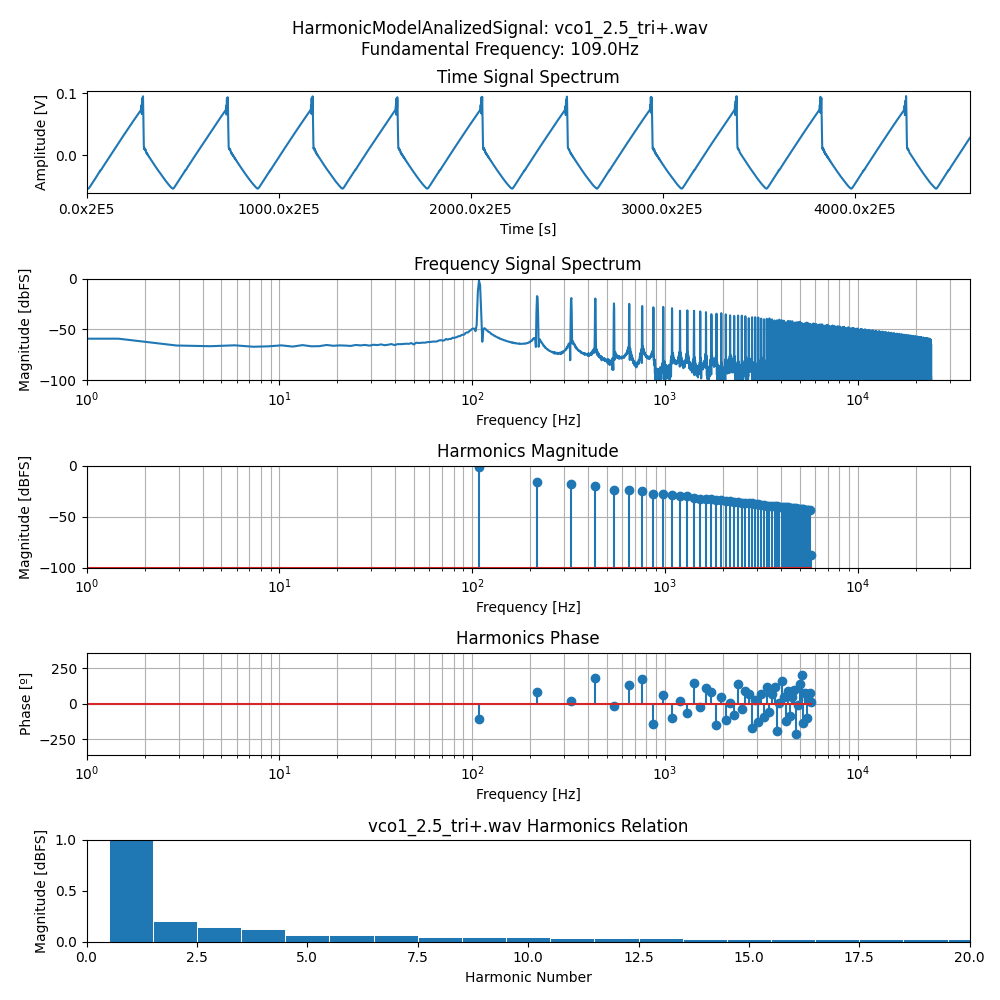 HarmonicModelAnalizedSignal: vco1_2.5_tri+.wav
Fundamental Frequency: 109.0Hz
Time Signal Spectrum
Amplitude [V]
0.1
0.0
0.0x2E5 1000.0x2E5 2000.0x2E5 3000.0x2E5 4000.0x2E5
Time [s]
Frequency Signal Spectrum
Magnitude [dbFS]
0
−50
−100
10⁰ 10¹ 10² 10³ 10⁴
Frequency [Hz]
Harmonics Magnitude
Magnitude [dBFS]
0
−50
−100
10⁰ 10¹ 10² 10³ 10⁴
Frequency [Hz]
Harmonics Phase
Phase [º]
250
0
−250
10⁰ 10¹ 10² 10³ 10⁴
Frequency [Hz]
vco1_2.5_tri+.wav Harmonics Relation
Magnitude [dBFS]
1.0
0.5
0.0
0.0 2.5 5.0 7.5 10.0 12.5 15.0 17.5 20.0
Harmonic Number